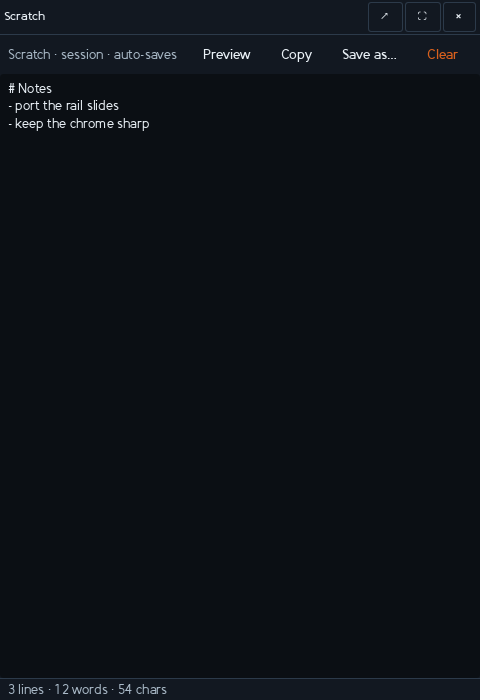 Scratch
Scratch · session · auto-saves Preview Copy Save as... Clear
# Notes
- port the rail slides
- keep the chrome sharp
3 lines · 12 words · 54 chars